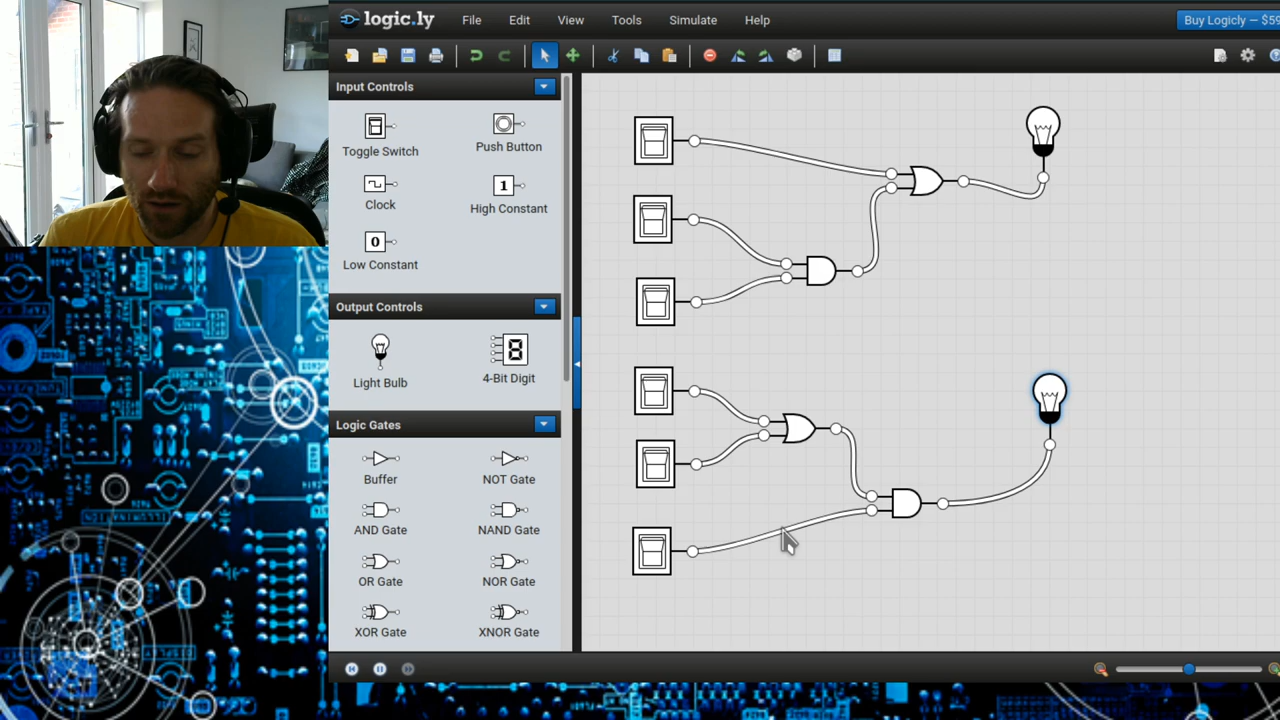 logic.ly File Edit View Tools Simulate Help Buy Logicly — $59
Input Controls
Toggle Switch Push Button
Clock High Constant
1
0
Low Constant
Output Controls
8
Light Bulb 4-Bit Digit
Logic Gates
Buffer NOT Gate
AND Gate NAND Gate
OR Gate NOR Gate
XOR Gate XNOR Gate